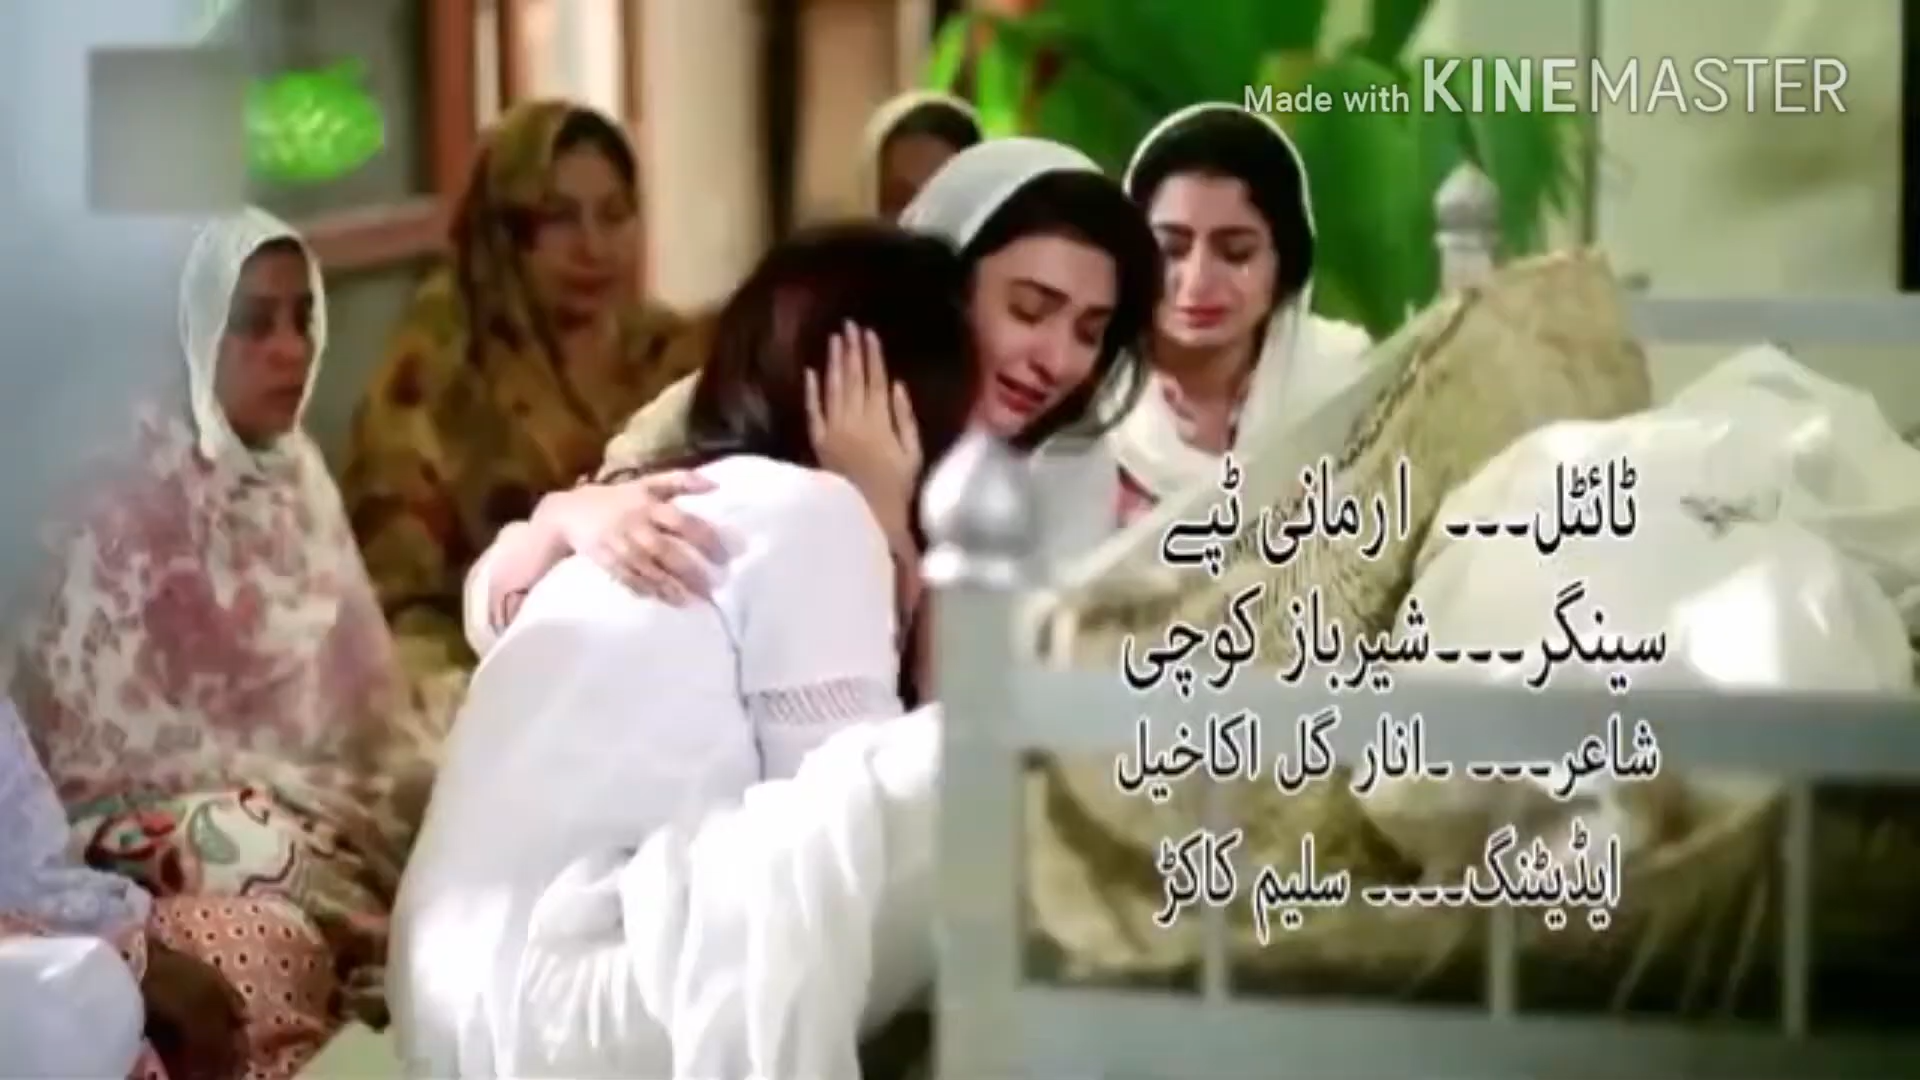 Made with KINEMASTER
ٹائٹل۔۔۔ ارمانی ٹپے
سینگر۔۔۔شیرباز کوچی
شاعر۔۔۔ ۔انار گل اکاخیل
ایڈیٹنگ۔۔۔۔ سلیم کاکڑ